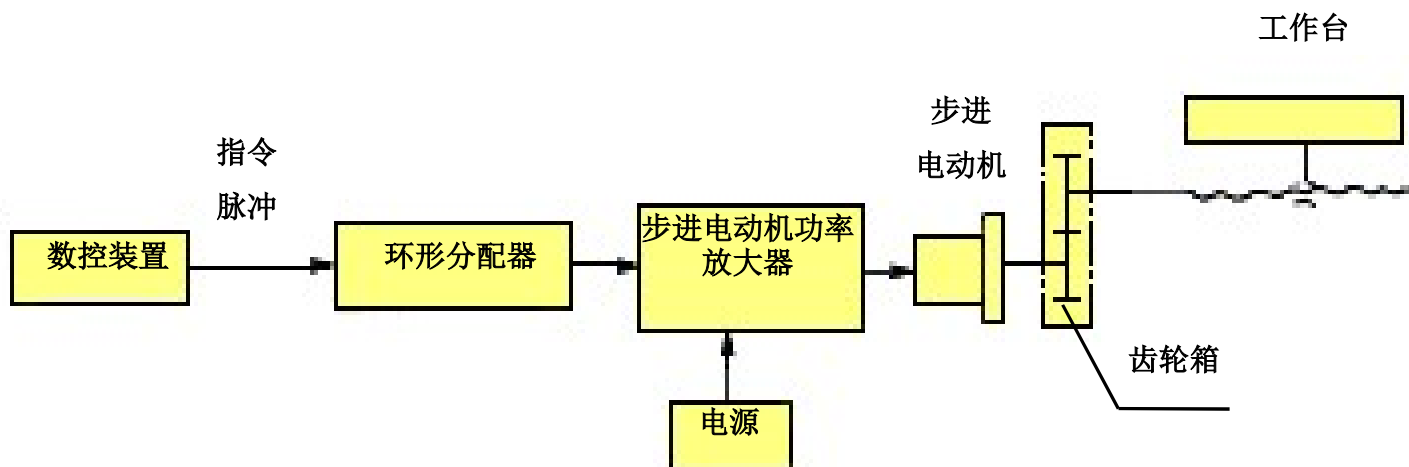 工作台
步进
电动机
指令
脉冲
数控装置
环形分配器
步进电动机功率
放大器
齿轮箱
电源